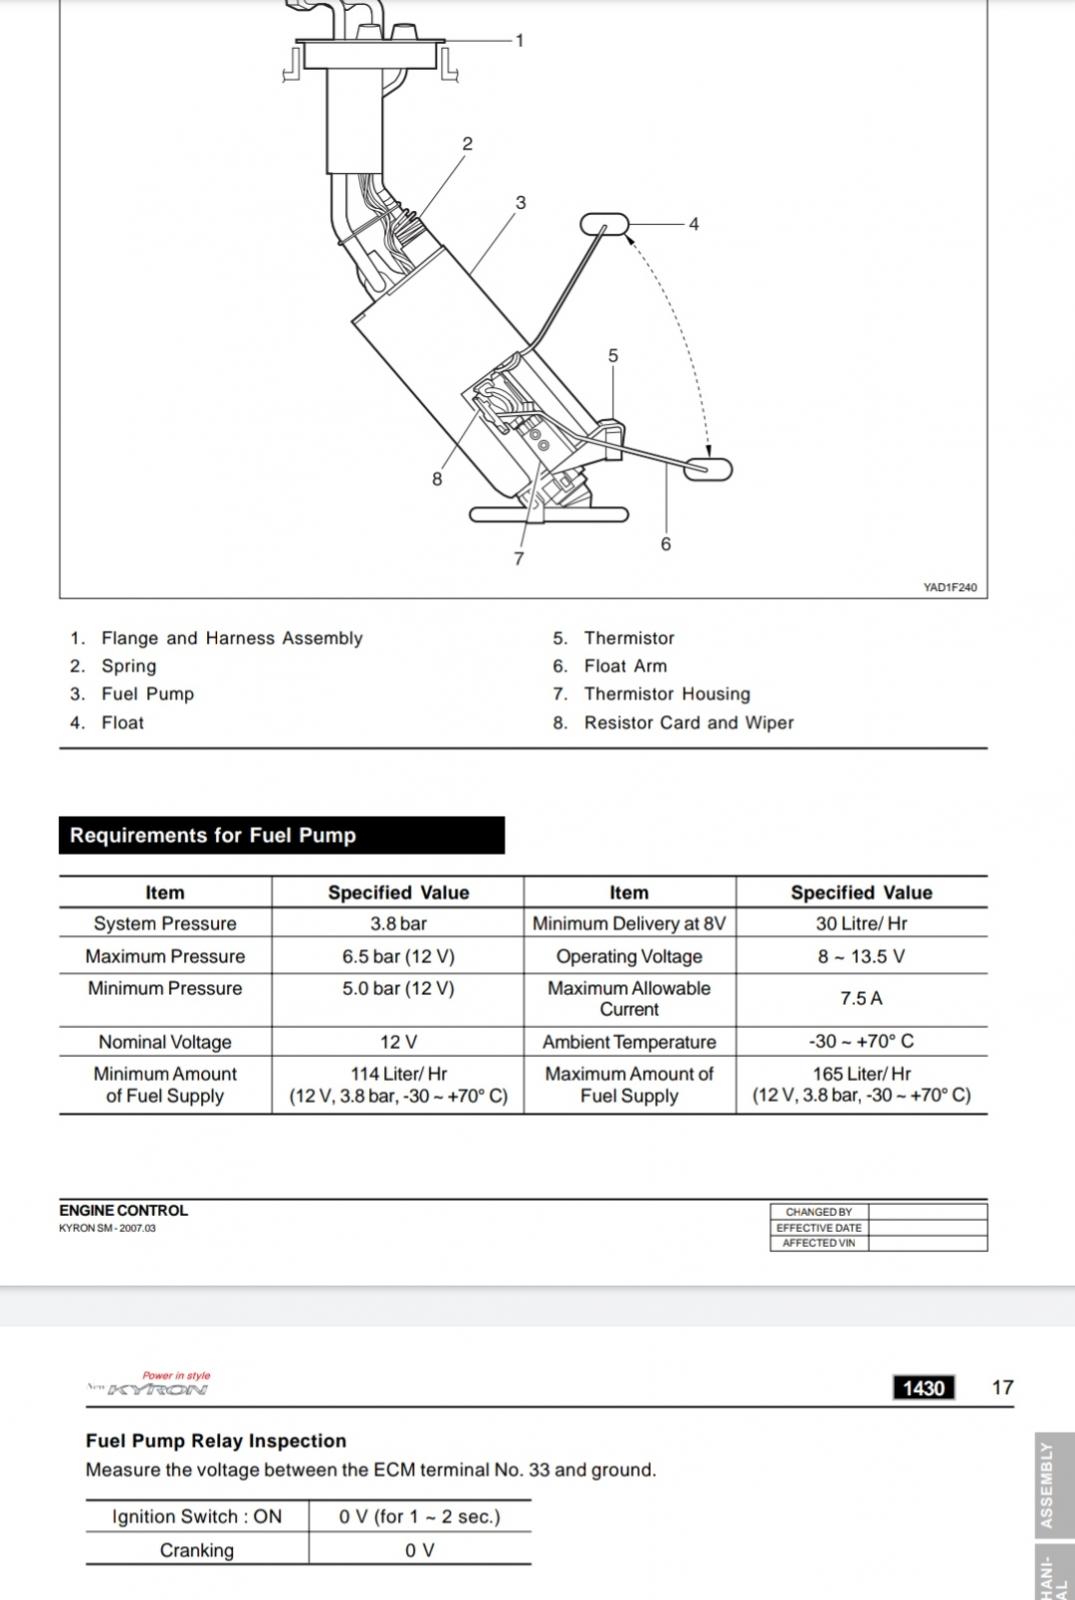 1
2
3
4
5
8
6
7
YAD1F240
1. Flange and Harness Assembly
2. Spring
3. Fuel Pump
4. Float
5. Thermistor
6. Float Arm
7. Thermistor Housing
8. Resistor Card and Wiper
Requirements for Fuel Pump
Item Specified Value Item Specified Value
System Pressure 3.8 bar Minimum Delivery at 8V 30 Litre/ Hr
Maximum Pressure 6.5 bar (12 V) Operating Voltage 8 ~ 13.5 V
Minimum Pressure 5.0 bar (12 V) Maximum Allowable
Current 7.5 A
Nominal Voltage 12 V Ambient Temperature -30 ~ +70° C
Minimum Amount 114 Liter/ Hr Maximum Amount of 165 Liter/ Hr
of Fuel Supply (12 V, 3.8 bar, -30 ~ +70° C) Fuel Supply (12 V, 3.8 bar, -30 ~ +70° C)
ENGINE CONTROL
KYRON SM - 2007.03
CHANGED BY
EFFECTIVE DATE
AFFECTED VIN
Power in style
New KYRON
1430 17
Fuel Pump Relay Inspection
Measure the voltage between the ECM terminal No. 33 and ground.
Ignition Switch : ON 0 V (for 1 ~ 2 sec.)
Cranking 0 V
ASSEMBLY
HANI-
AL